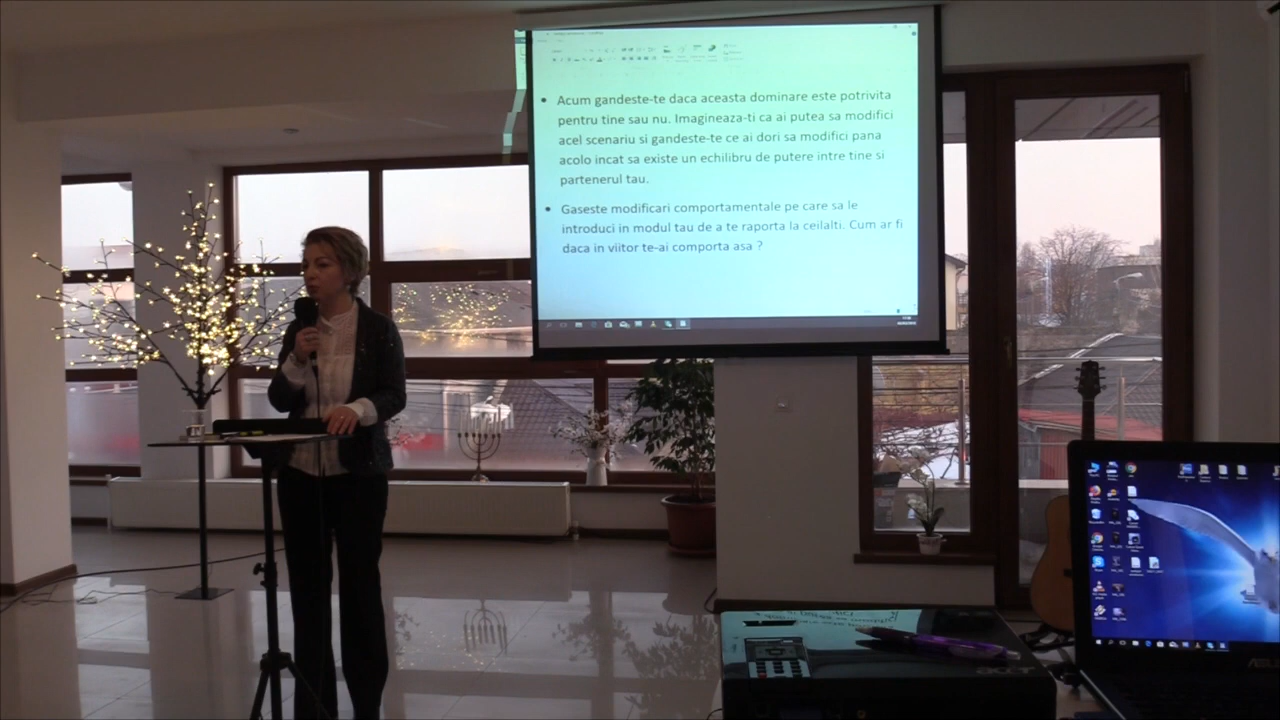 Acum gandeste-te daca aceasta dominare este potrivita
pentru tine sau nu. Imagineaza-ti ca ai putea sa modifici
acel scenariu si gandeste-te ce ai dori sa modifici pana
acolo incat sa existe un echilibru de putere intre tine si
partenerul tau.
Gaseste modificari comportamentale pe care sa le
introduci in modul tau de a te raporta la ceilalti. Cum ar fi
daca in viitor te-ai comporta asa ?
ASUS